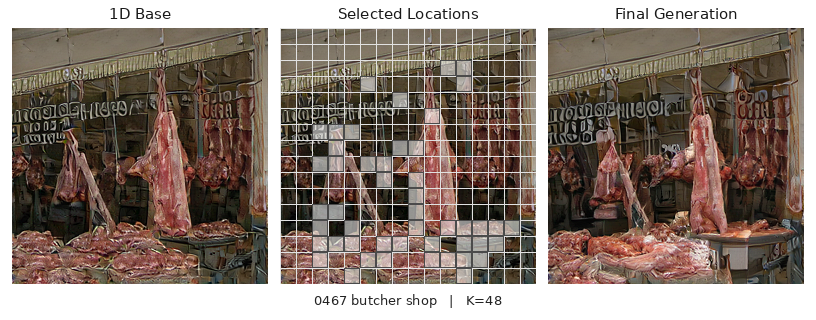 1D Base
Selected Locations
Final Generation
0467 butcher shop | K=48